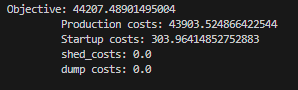 Objective: 44207.48901495004
Production costs: 43903.524866422544
Startup costs: 303.96414852752883
shed_costs: 0.0
dump costs: 0.0